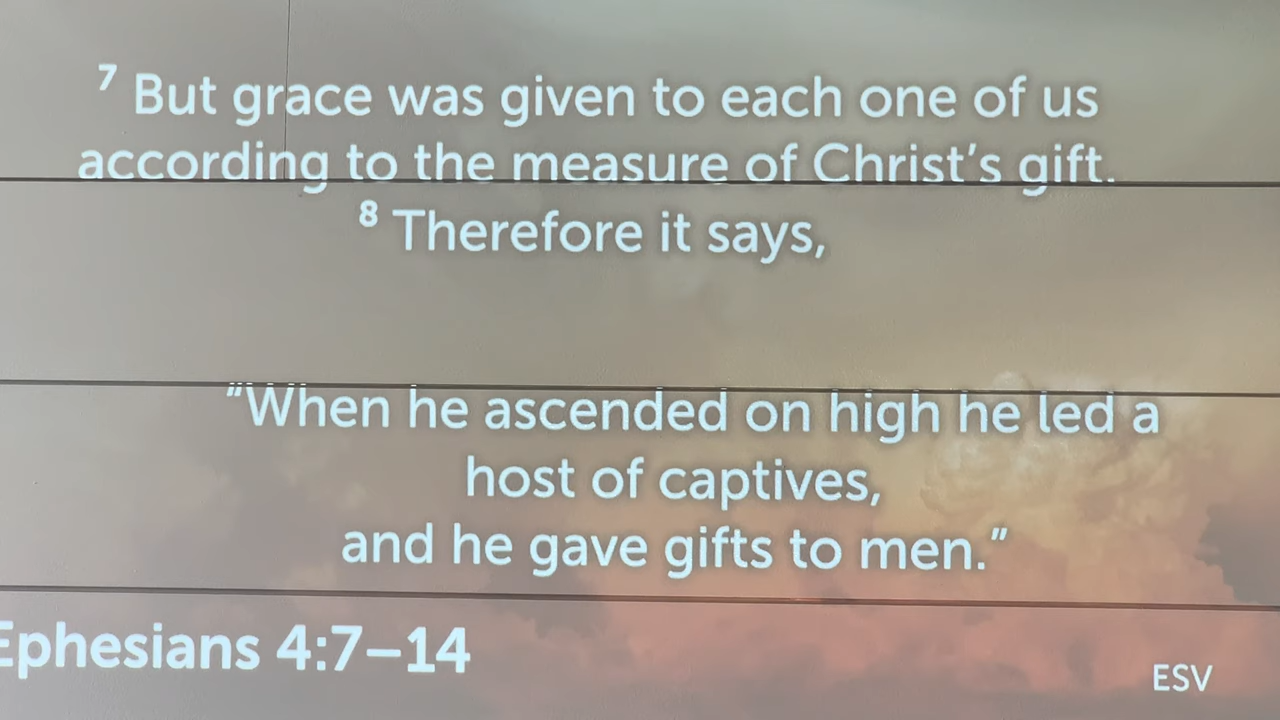 7 But grace was given to each one of us
according to the measure of Christ's gift.
8 Therefore it says,
"When he ascended on high he led a
host of captives,
and he gave gifts to men."
Ephesians 4:7–14
ESV